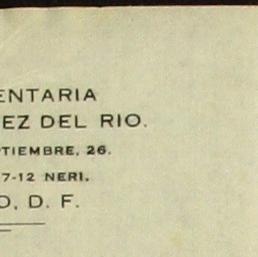 ENTARIA
EZ DEL RIO.
TIEMBRE, 26.
7-12 NERI.
O, D. F.